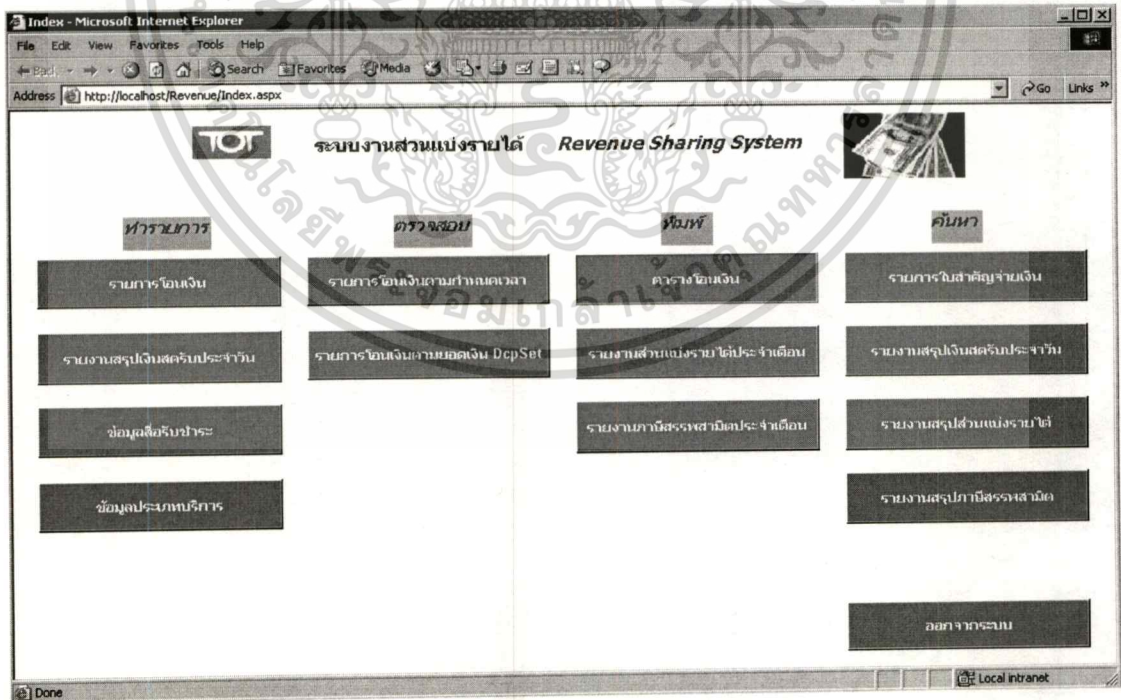 Index - Microsoft Internet Explorer
File Edit View Favorites Tools Help
Back Search Favorites Media
Address http://localhost/Revenue/Index.aspx Go Links »
TOT ระบบงานส่วนแบ่งรายได้ Revenue Sharing System
ทำรายการ ตรวจสอบ พิมพ์ ค้นหา
รายการโอนเงิน รายการโอนเงินตามกำหนดเวลา ตารางโอนเงิน รายการใบสำคัญจ่ายเงิน
รายงานสรุปเงินสดรับประจำวัน รายการโอนเงินตามยอดเงิน DcpSet รายงานส่วนแบ่งรายได้ประจำเดือน รายงานสรุปเงินสดรับประจำวัน
ข้อมูลสื่อรับชำระ รายงานภาษีสรรพสามิตประจำเดือน รายงานสรุปส่วนแบ่งรายได้
ข้อมูลประเภทบริการ รายงานสรุปภาษีสรรพสามิต
ออกจากระบบ
Done Local intranet